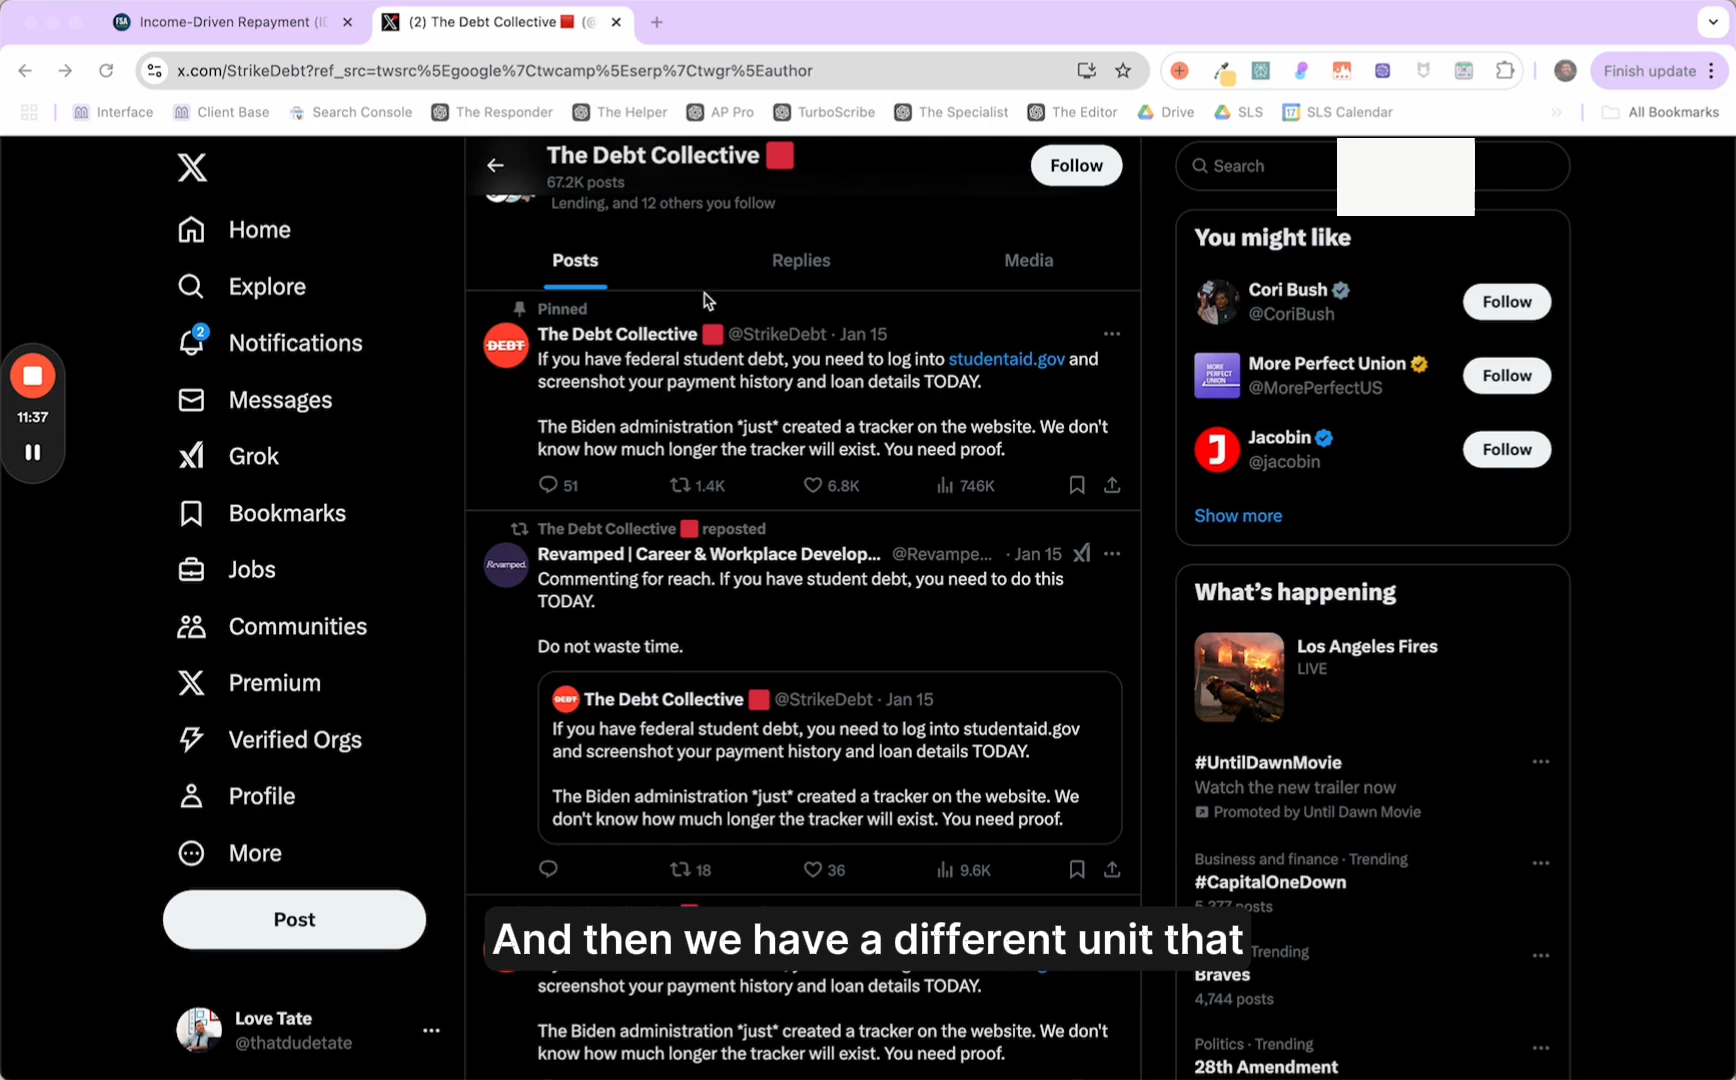 Income-Driven Repayment (I
(2) The Debt Collective
x.com/StrikeDebt?ref_src=twsrc%5Egoogle%7Ctwcamp%5Eserp%7Ctwgr%5Eauthor
Finish update
Interface
Client Base
Search Console
The Responder
The Helper
AP Pro
TurboScribe
The Specialist
The Editor
Drive
SLS
SLS Calendar
All Bookmarks
Home
Explore
2
Notifications
Messages
Grok
Bookmarks
Jobs
Communities
Premium
Verified Orgs
Profile
More
Post
Love Tate
@thatdudetate
11:37
The Debt Collective
67.2K posts
Follow
Lending, and 12 others you follow
Posts
Replies
Media
Pinned
DEBT
The Debt Collective @StrikeDebt · Jan 15
If you have federal student debt, you need to log into studentaid.gov and
screenshot your payment history and loan details TODAY.
The Biden administration *just* created a tracker on the website. We don't
know how much longer the tracker will exist. You need proof.
51
1.4K
6.8K
746K
The Debt Collective reposted
Revamped.
Revamped | Career & Workplace Develop... @Revampe... · Jan 15
Commenting for reach. If you have student debt, you need to do this
TODAY.
Do not waste time.
DEBT
The Debt Collective @StrikeDebt · Jan 15
If you have federal student debt, you need to log into studentaid.gov
and screenshot your payment history and loan details TODAY.
The Biden administration *just* created a tracker on the website. We
don't know how much longer the tracker will exist. You need proof.
18
36
9.6K
And then we have a different unit that
screenshot your payment history and loan details TODAY.
The Biden administration *just* created a tracker on the website. We don't
know how much longer the tracker will exist. You need proof.
Search
You might like
Cori Bush
@CoriBush
Follow
MORE PERFECT UNION
More Perfect Union
@MorePerfectUS
Follow
Jacobin
@jacobin
Follow
Show more
What's happening
Los Angeles Fires
LIVE
#UntilDawnMovie
Watch the new trailer now
Promoted by Until Dawn Movie
Business and finance · Trending
#CapitalOneDown
5,377 posts
Trending
Braves
4,744 posts
Politics · Trending
28th Amendment